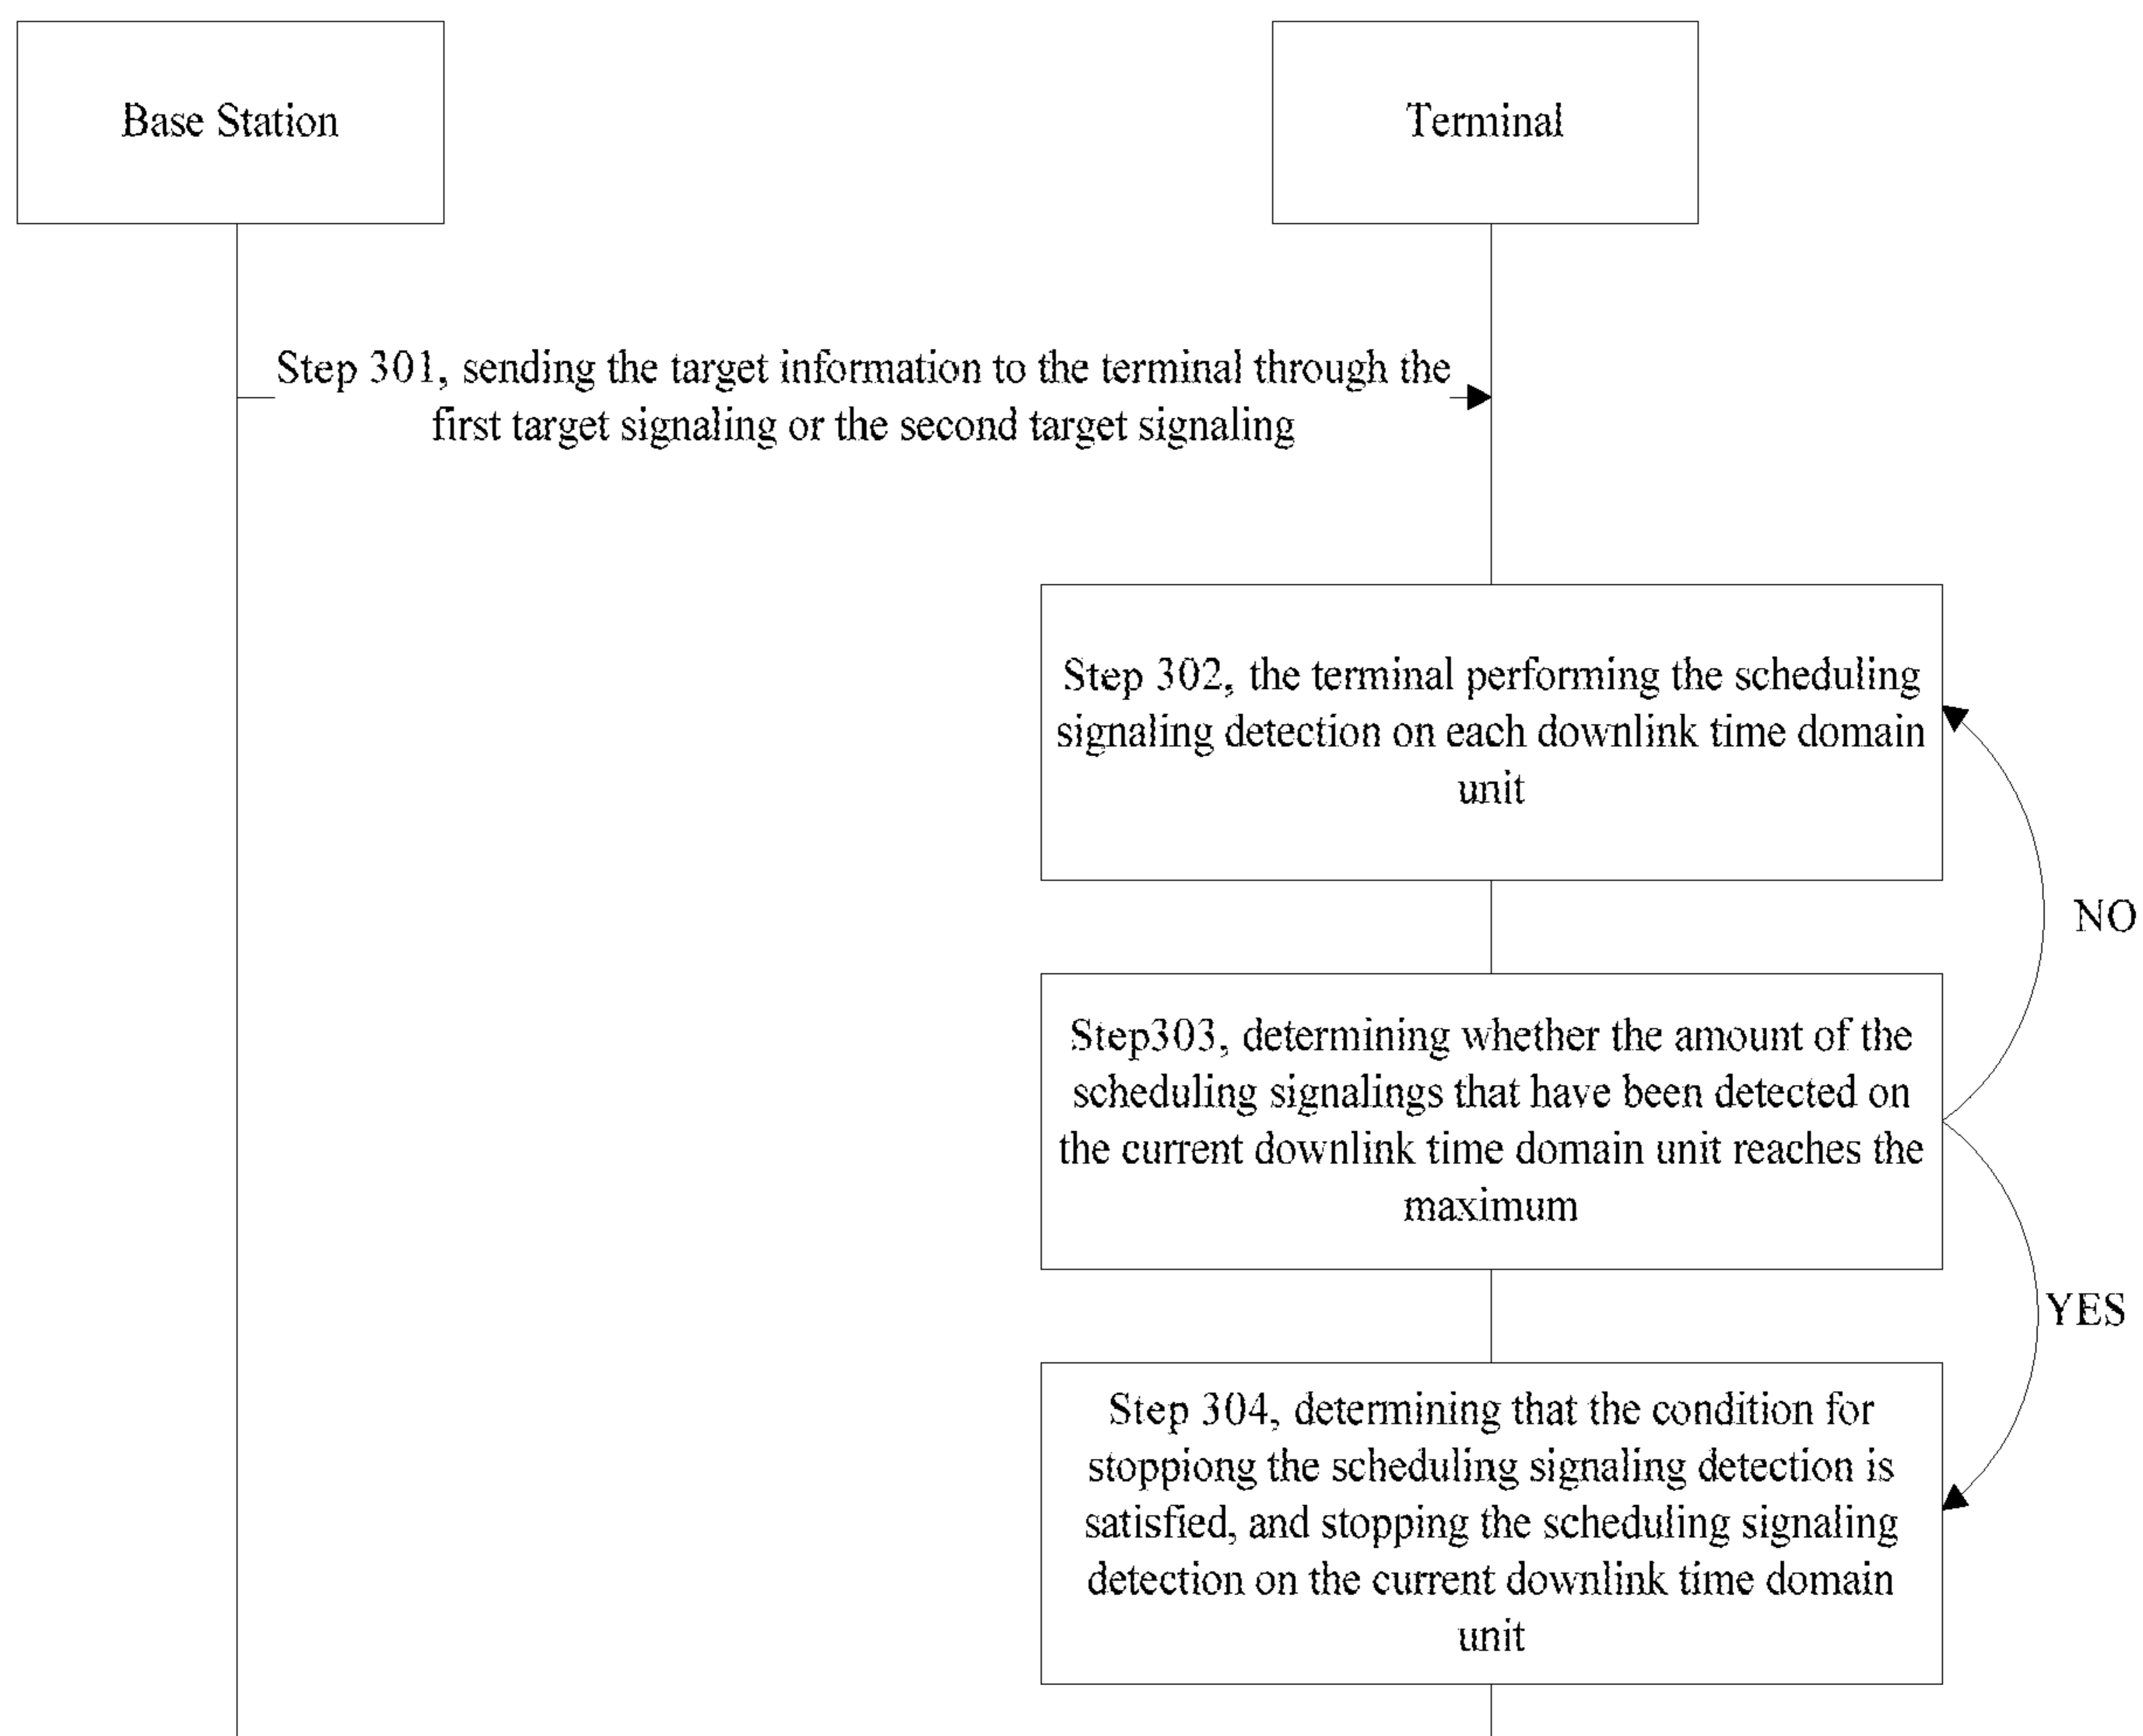 Base Station
Terminal
Step 301, sending the target information to the terminal through the
first target signaling or the second target signaling
Step 302, the terminal performing the scheduling
signaling detection on each downlink time domain
unit
NO
Step303, determining whether the amount of the
scheduling signalings that have been detected on
the current downlink time domain unit reaches the
maximum
YES
Step 304, determining that the condition for
stoppiong the scheduling signaling detection is
satisfied, and stopping the scheduling signaling
detection on the current downlink time domain
unit